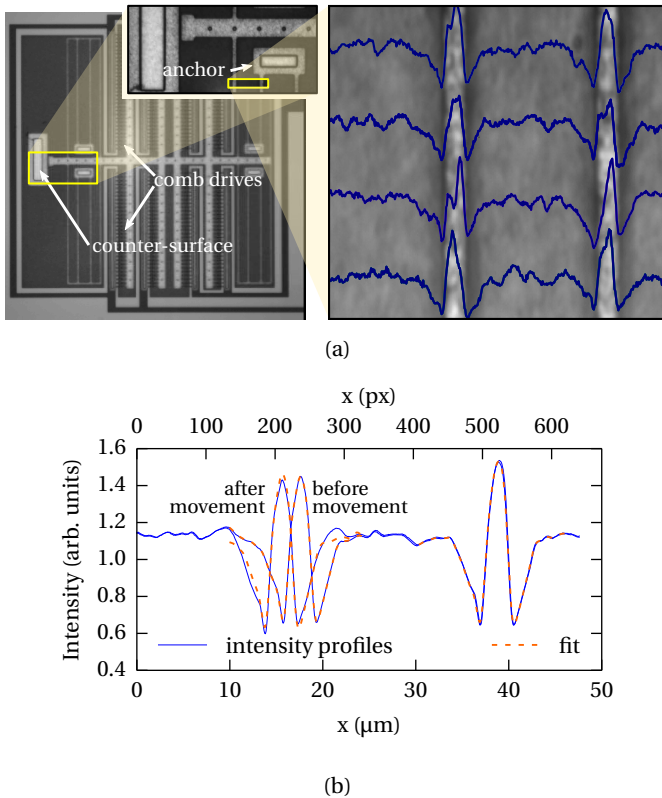 anchor
comb drives
counter-surface
(a)
x (px)
0 100 200 300 400 500 600
Intensity (arb. units)
1.6
1.4
1.2
1.0
0.8
0.6
0.4
after movement
before movement
intensity profiles
fit
0 10 20 30 40 50
x (μm)
(b)